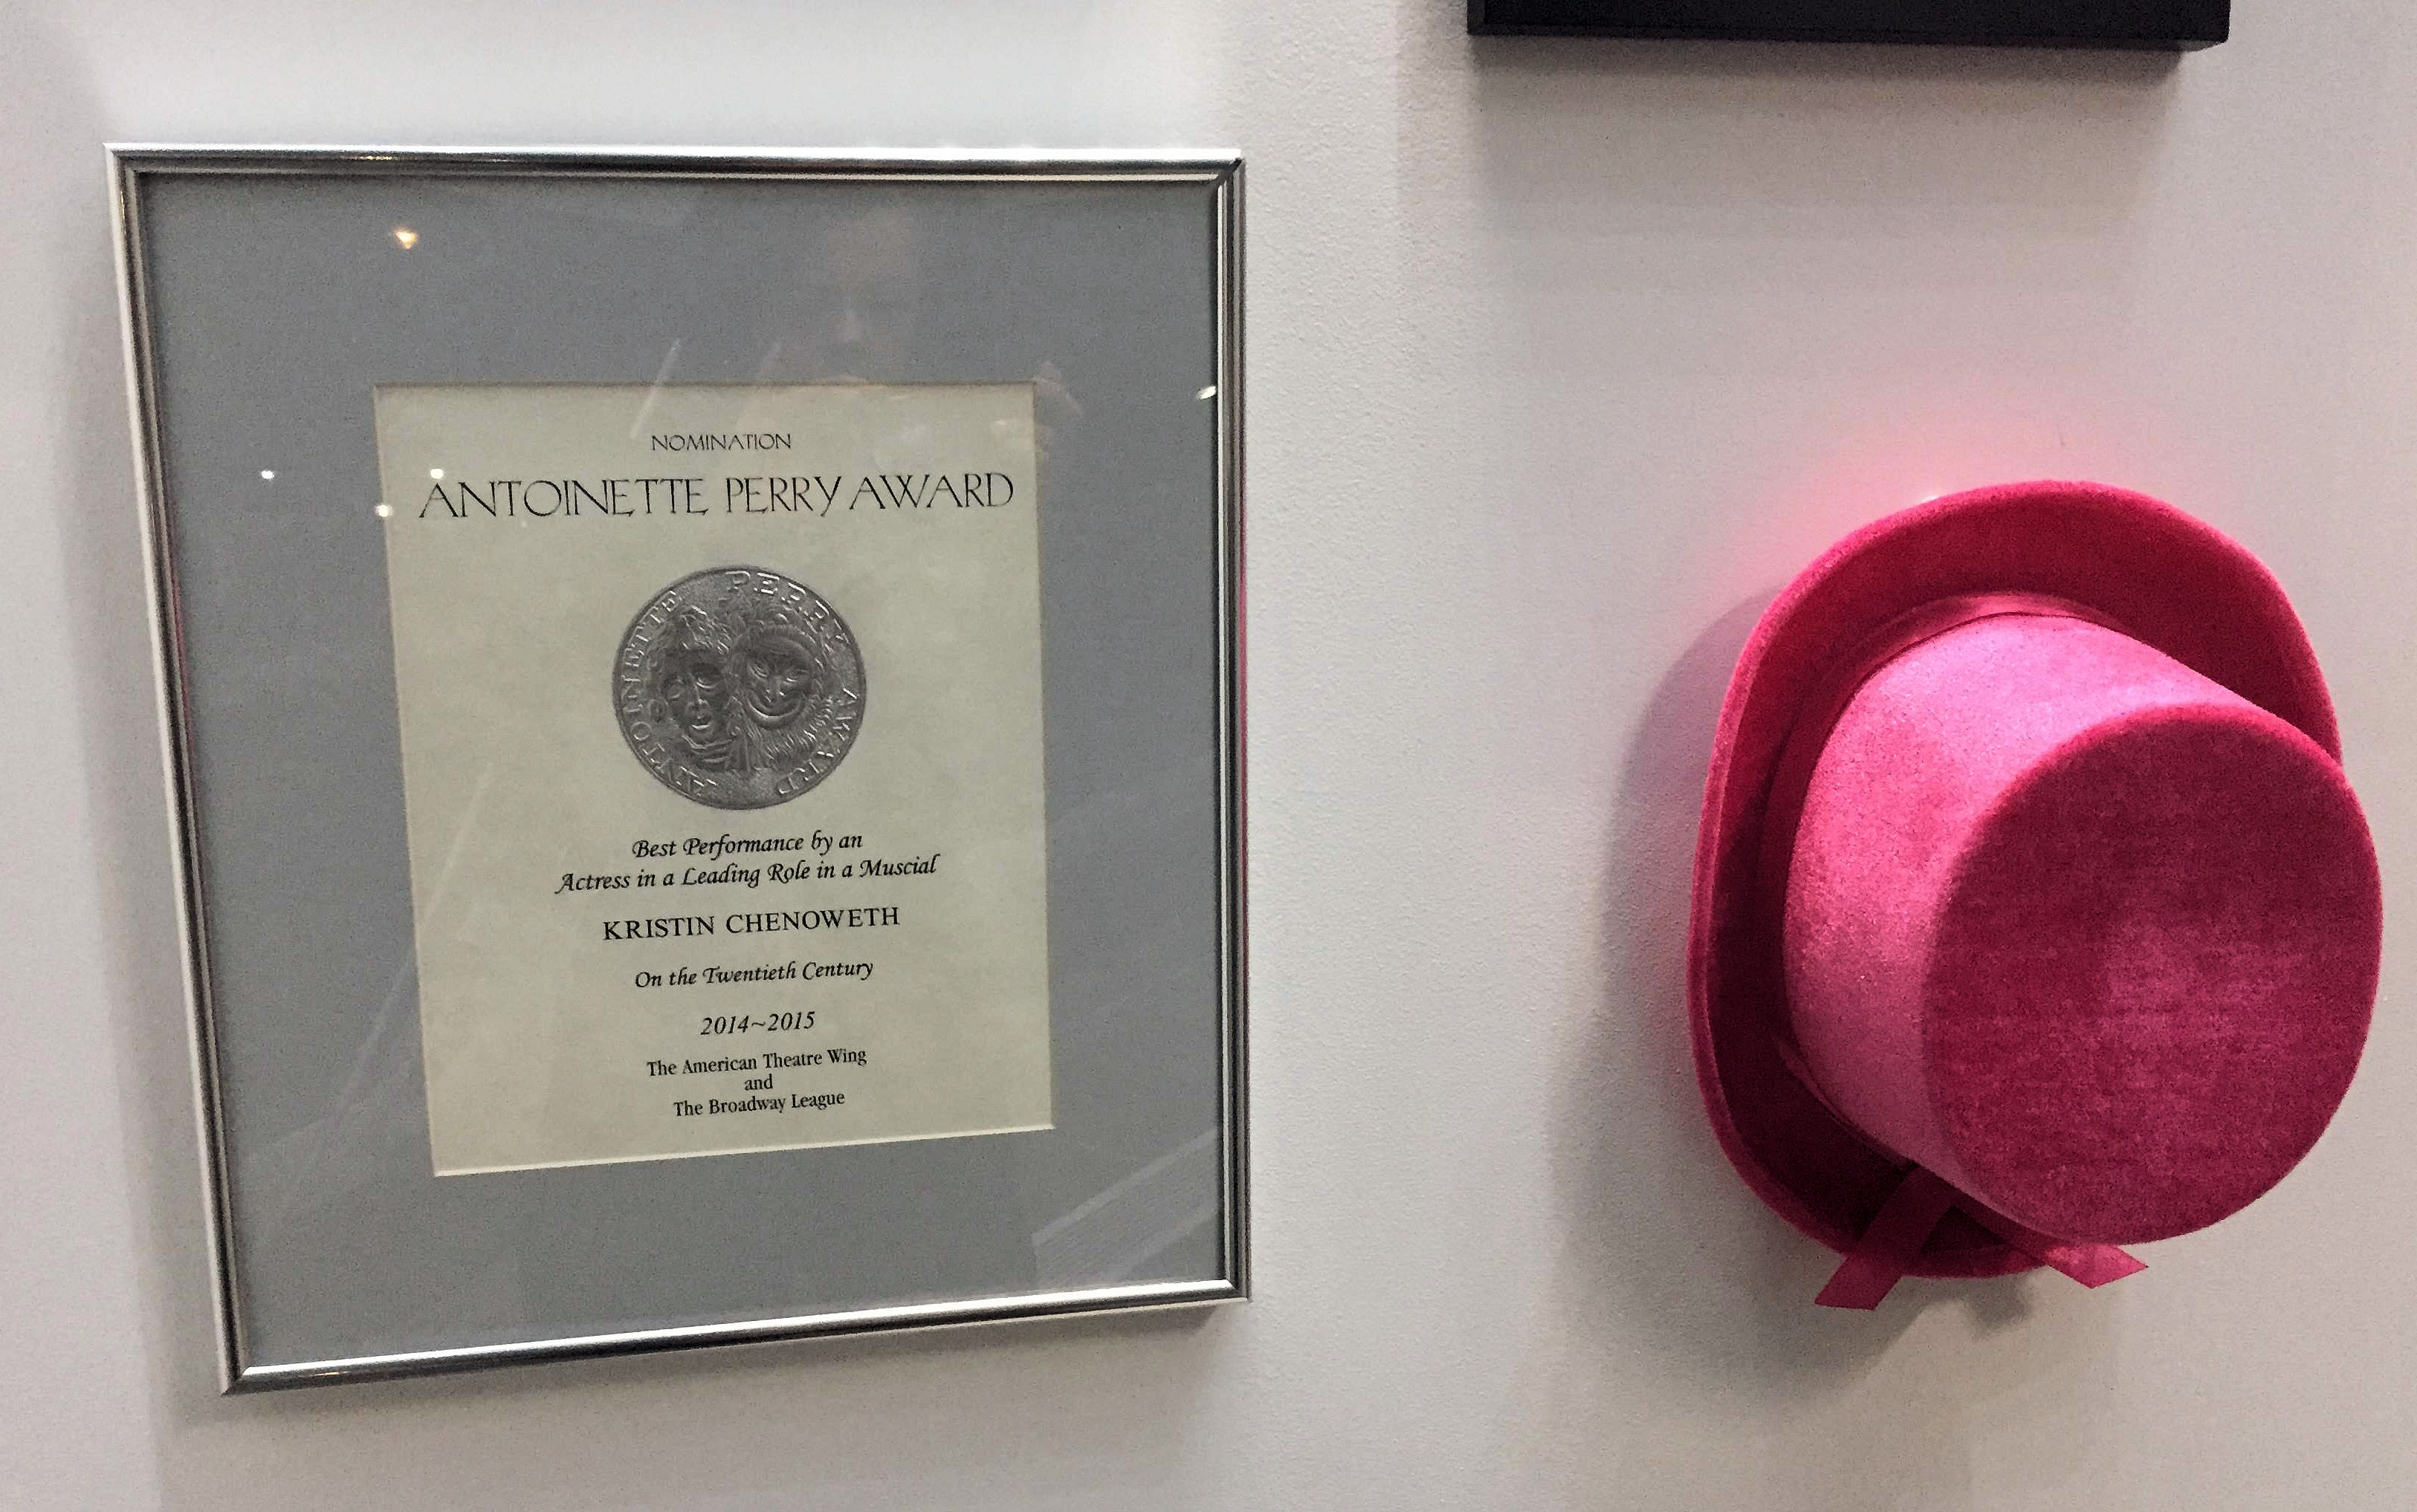 NOMINATION
ANTOINETTE PERRY AWARD
ANTOINETTE PERRY AWARD
Best Performance by an
Actress in a Leading Role in a Muscial
KRISTIN CHENOWETH
On the Twentieth Century
2014~2015
The American Theatre Wing
and
The Broadway League